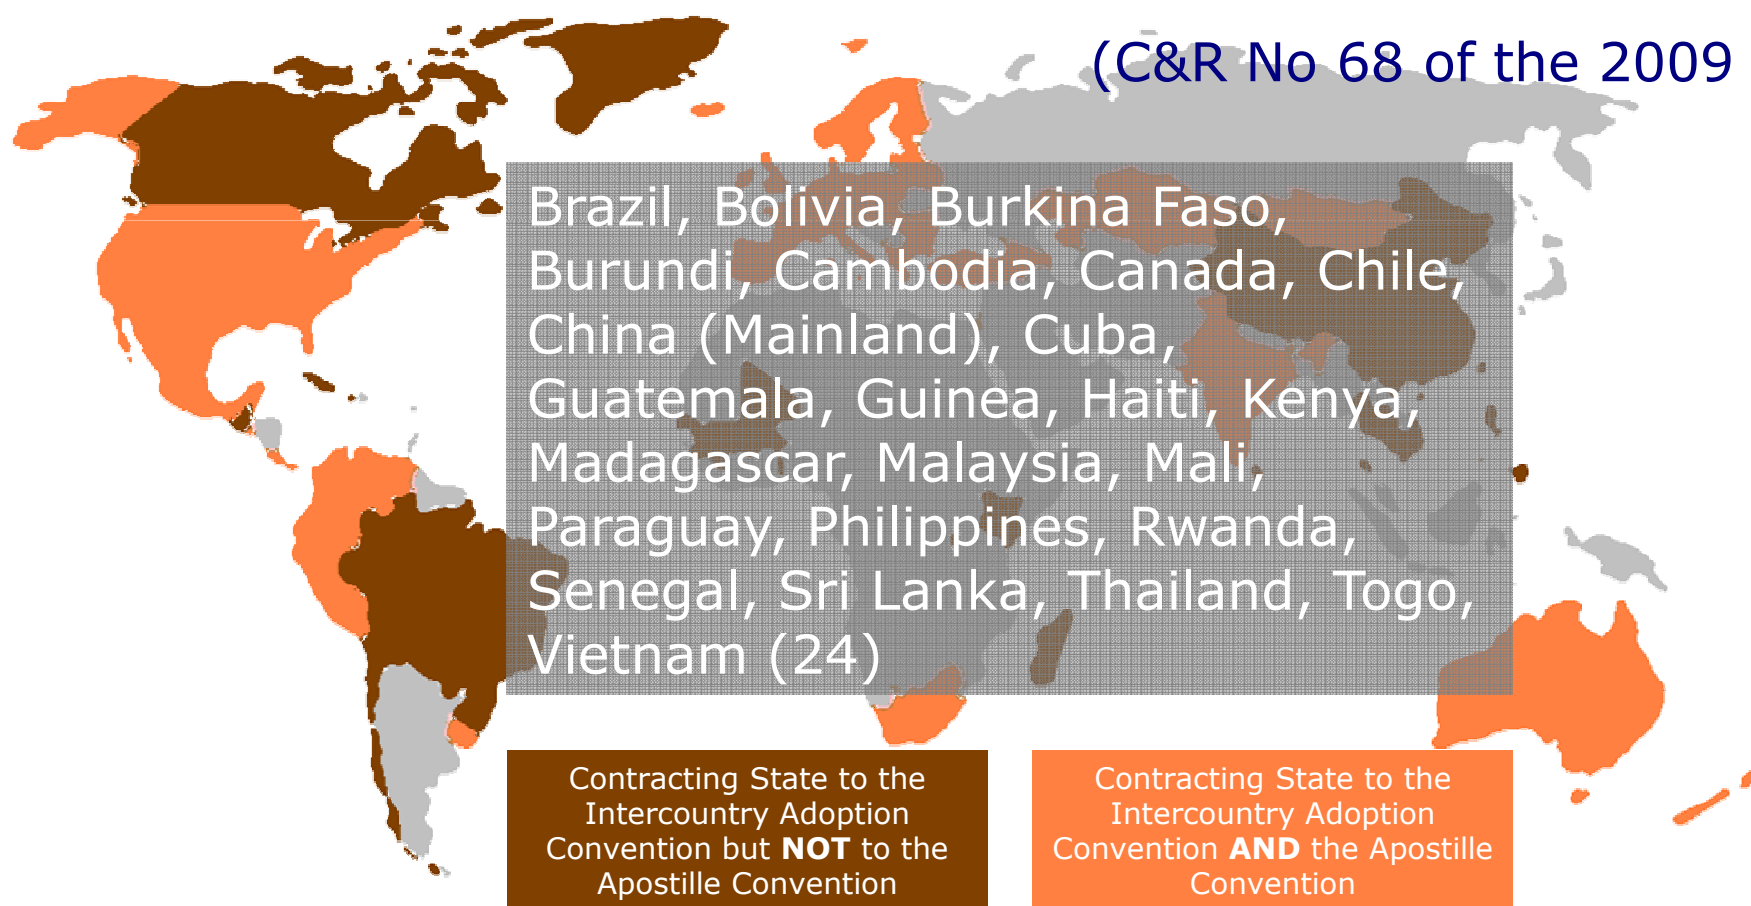 (C&R No 68 of the 2009
Brazil, Bolivia, Burkina Faso,
Burundi, Cambodia, Canada, Chile,
China (Mainland), Cuba,
Guatemala, Guinea, Haiti, Kenya,
Madagascar, Malaysia, Mali,
Paraguay, Philippines, Rwanda,
Senegal, Sri Lanka, Thailand, Togo,
Vietnam (24)
Contracting State to the
Intercountry Adoption
Convention but NOT to the
Apostille Convention
Contracting State to the
Intercountry Adoption
Convention AND the Apostille
Convention